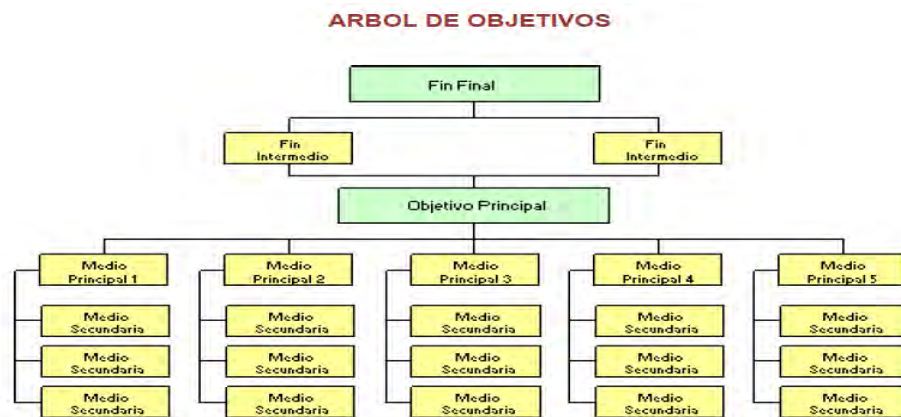 ARBOL DE OBJETIVOS
Fin Final
Fin
Intermedio
Fin
Intermedio
Objetivo Principal
Medio
Principal 1
Medio
Principal 2
Medio
Principal 3
Medio
Principal 4
Medio
Principal 5
Medio
Secundaria
Medio
Secundaria
Medio
Secundaria
Medio
Secundaria
Medio
Secundaria
Medio
Secundaria
Medio
Secundaria
Medio
Secundaria
Medio
Secundaria
Medio
Secundaria
Medio
Secundaria
Medio
Secundaria
Medio
Secundaria
Medio
Secundaria
Medio
Secundaria